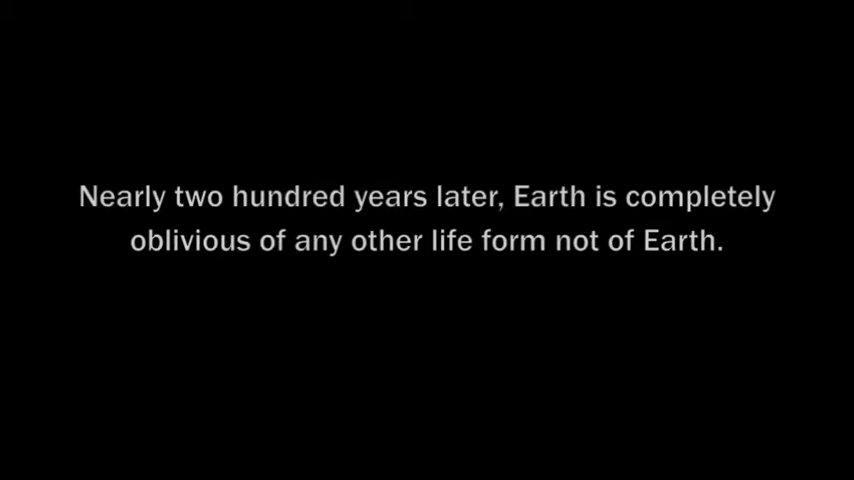 Nearly two hundred years later, Earth is completely
oblivious of any other life form not of Earth.